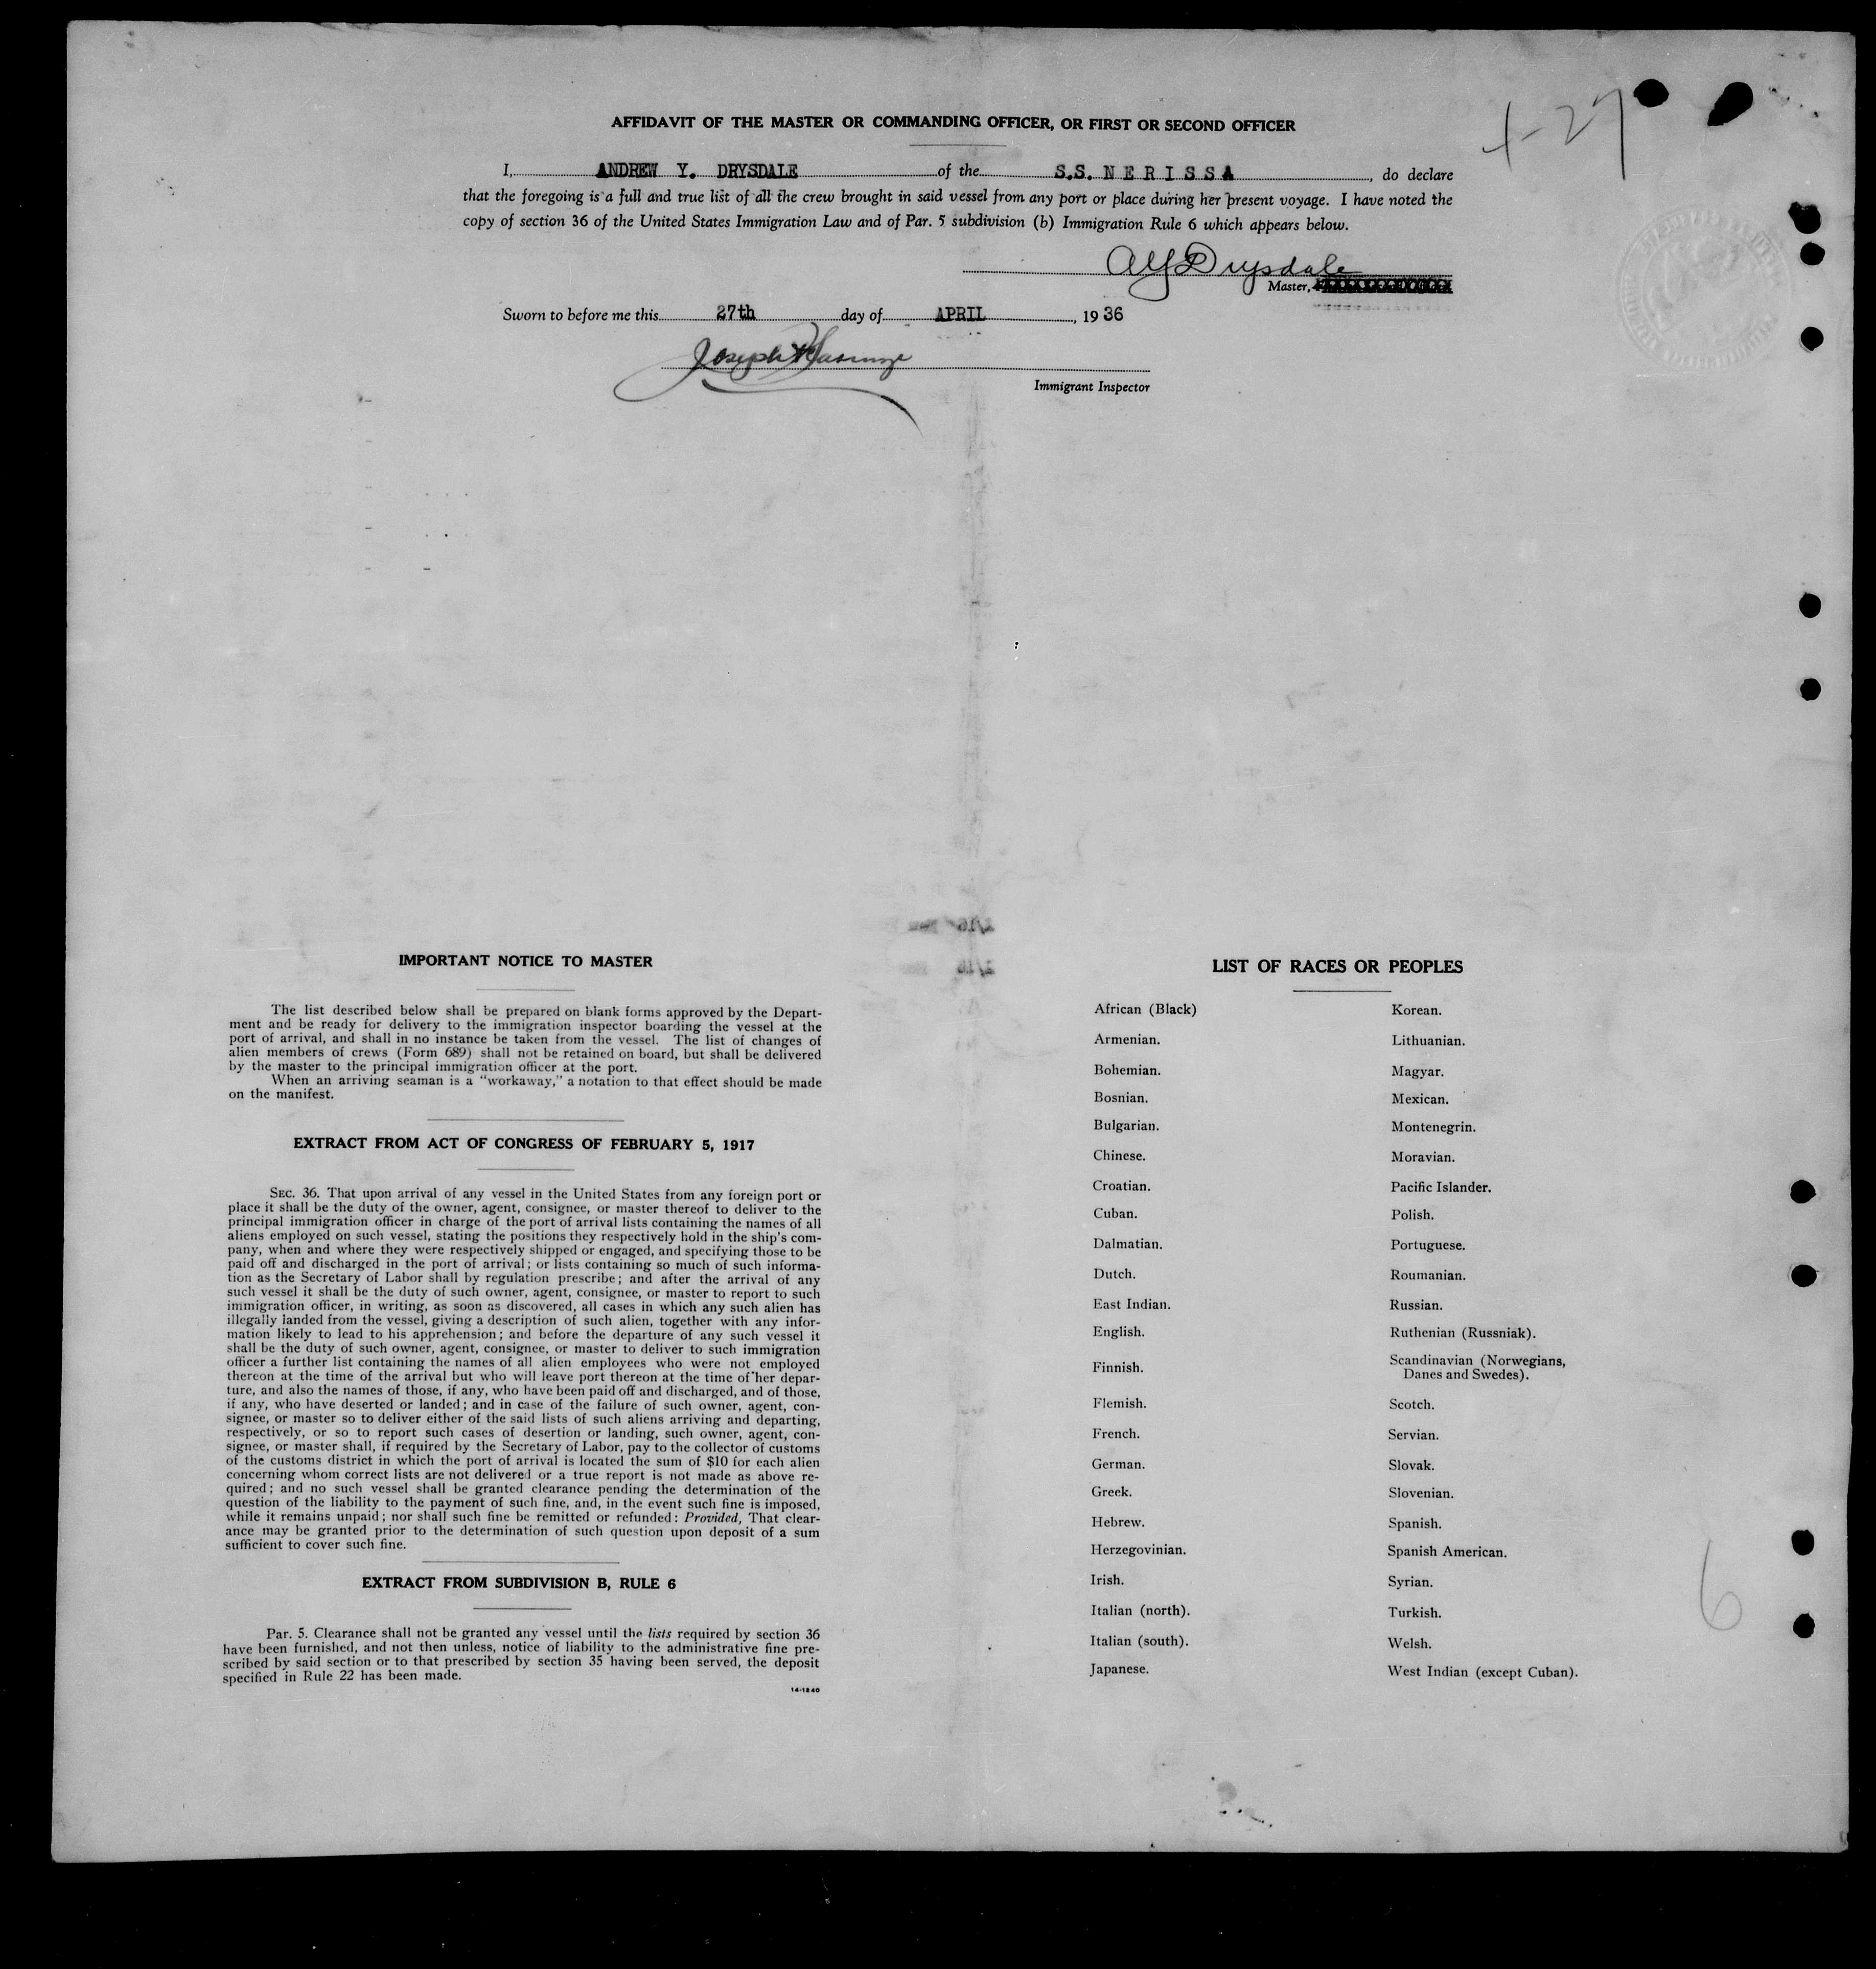 4-27
AFFIDAVIT OF THE MASTER OR COMMANDING OFFICER, OR FIRST OR SECOND OFFICER
I, ANDREW Y. DRYSDALE of the S.S. NERISSA, do declare
that the foregoing is a full and true list of all the crew brought in said vessel from any port or place during her present voyage. I have noted the
copy of section 36 of the United States Immigration Law and of Par. 5 subdivision (b) Immigration Rule 6 which appears below.
AYDrysdale
Master,
Sworn to before me this 27th day of APRIL, 1936
Joseph
Immigrant Inspector
IMPORTANT NOTICE TO MASTER
The list described below shall be prepared on blank forms approved by the Depart-
ment and be ready for delivery to the immigration inspector boarding the vessel at the
port of arrival, and shall in no instance be taken from the vessel. The list of changes of
alien members of crews (Form 689) shall not be retained on board, but shall be delivered
by the master to the principal immigration officer at the port.
When an arriving seaman is a "workaway," a notation to that effect should be made
on the manifest.
EXTRACT FROM ACT OF CONGRESS OF FEBRUARY 5, 1917
SEC. 36. That upon arrival of any vessel in the United States from any foreign port or
place it shall be the duty of the owner, agent, consignee, or master thereof to deliver to the
principal immigration officer in charge of the port of arrival lists containing the names of all
aliens employed on such vessel, stating the positions they respectively hold in the ship's com-
pany, when and where they were respectively shipped or engaged, and specifying those to be
paid off and discharged in the port of arrival; or lists containing so much of such informa-
tion as the Secretary of Labor shall by regulation prescribe; and after the arrival of any
such vessel it shall be the duty of such owner, agent, consignee, or master to report to such
immigration officer, in writing, as soon as discovered, all cases in which any such alien has
illegally landed from the vessel, giving a description of such alien, together with any infor-
mation likely to lead to his apprehension; and before the departure of any such vessel it
shall be the duty of such owner, agent, consignee, or master to deliver to such immigration
officer a further list containing the names of all alien employees who were not employed
thereon at the time of the arrival but who will leave port thereon at the time of her depar-
ture, and also the names of those, if any, who have been paid off and discharged, and of those,
if any, who have deserted or landed; and in case of the failure of such owner, agent, con-
signee, or master so to deliver either of the said lists of such aliens arriving and departing,
respectively, or so to report such cases of desertion or landing, such owner, agent, con-
signee, or master shall, if required by the Secretary of Labor, pay to the collector of customs
of the customs district in which the port of arrival is located the sum of $10 for each alien
concerning whom correct lists are not delivered or a true report is not made as above re-
quired; and no such vessel shall be granted clearance pending the determination of the
question of the liability to the payment of such fine, and, in the event such fine is imposed,
while it remains unpaid; nor shall such fine be remitted or refunded: Provided, That clear-
ance may be granted prior to the determination of such question upon deposit of a sum
sufficient to cover such fine.
EXTRACT FROM SUBDIVISION B, RULE 6
Par. 5. Clearance shall not be granted any vessel until the lists required by section 36
have been furnished, and not then unless, notice of liability to the administrative fine pre-
scribed by said section or to that prescribed by section 35 having been served, the deposit
specified in Rule 22 has been made.
14-1240
LIST OF RACES OR PEOPLES
African (Black)
Armenian.
Bohemian.
Bosnian.
Bulgarian.
Chinese.
Croatian.
Cuban.
Dalmatian.
Dutch.
East Indian.
English.
Finnish.
Flemish.
French.
German.
Greek.
Hebrew.
Herzegovinian.
Irish.
Italian (north).
Italian (south).
Japanese.
Korean.
Lithuanian.
Magyar.
Mexican.
Montenegrin.
Moravian.
Pacific Islander.
Polish.
Portuguese.
Roumanian.
Russian.
Ruthenian (Russniak).
Scandinavian (Norwegians,
Danes and Swedes).
Scotch.
Servian.
Slovak.
Slovenian.
Spanish.
Spanish American.
Syrian.
Turkish.
Welsh.
West Indian (except Cuban).
6